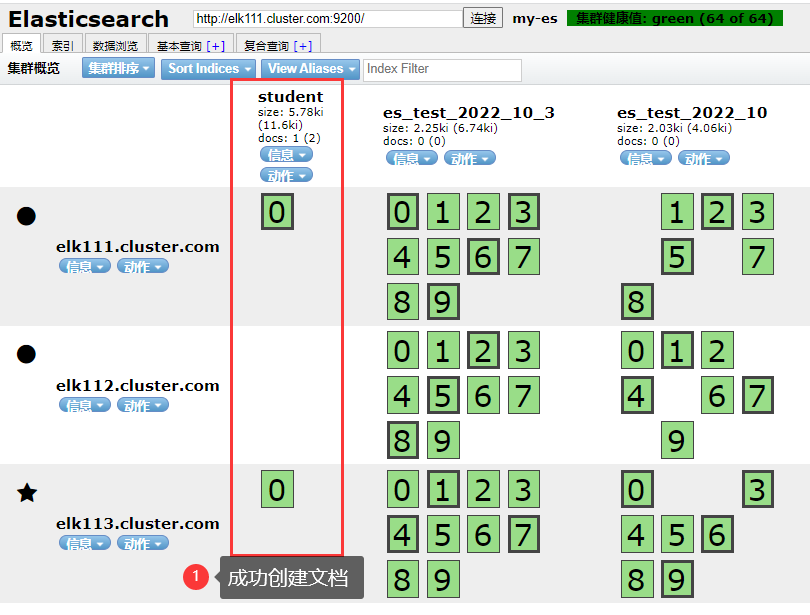 Elasticsearch http://elk111.cluster.com:9200/ 连接 my-es 集群健康值: green (64 of 64)
概览 索引 数据浏览 基本查询 [+] 复合查询 [+]
集群概览 集群排序 Sort Indices View Aliases Index Filter
student
size: 5.78ki
(11.6ki)
docs: 1 (2)
信息
动作
es_test_2022_10_3
size: 2.25ki (6.74ki)
docs: 0 (0)
信息 动作
es_test_2022_10
size: 2.03ki (4.06ki)
docs: 0 (0)
信息 动作
elk111.cluster.com
信息 动作
0
0 1 2 3
4 5 6 7
8 9
1 2 3
5 7
8
elk112.cluster.com
信息 动作
0 1 2 3
4 5 6 7
8 9
0 1 2
4 6 7
9
elk113.cluster.com
信息 动作
0
0 1 2 3
4 5 6 7
8 9
0 3
4 5 6
8 9
1 成功创建文档